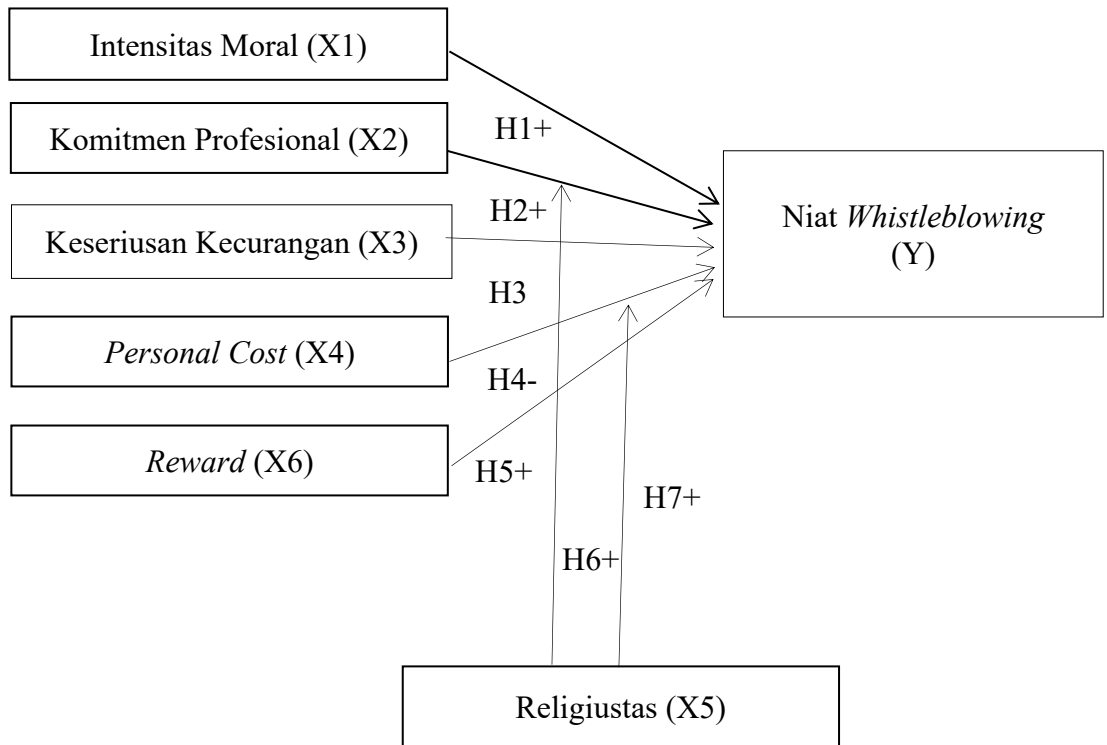 Intensitas Moral (X1)
H1+
Komitmen Profesional (X2)
Niat Whistleblowing
(Y)
H2+
Keseriusan Kecurangan (X3)
H3
Personal Cost (X4)
H4-
Reward (X6)
H5+
H7+
H6+
Religiustas (X5)